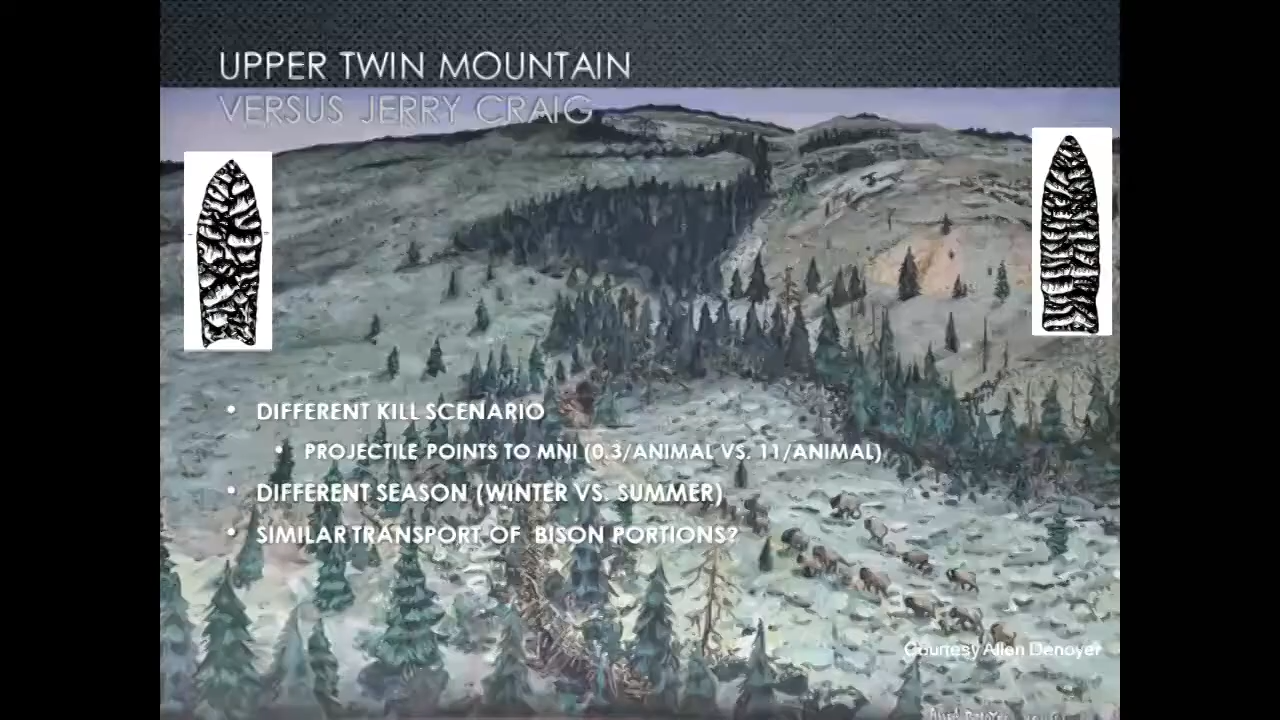 UPPER TWIN MOUNTAIN
VERSUS JERRY CRAIG
• DIFFERENT KILL SCENARIO
• PROJECTILE POINTS TO MNI (0.3/ANIMAL VS. 11/ANIMAL)
• DIFFERENT SEASON (WINTER VS. SUMMER)
• SIMILAR TRANSPORT OF BISON PORTIONS?
Courtesy Allen Denoyer